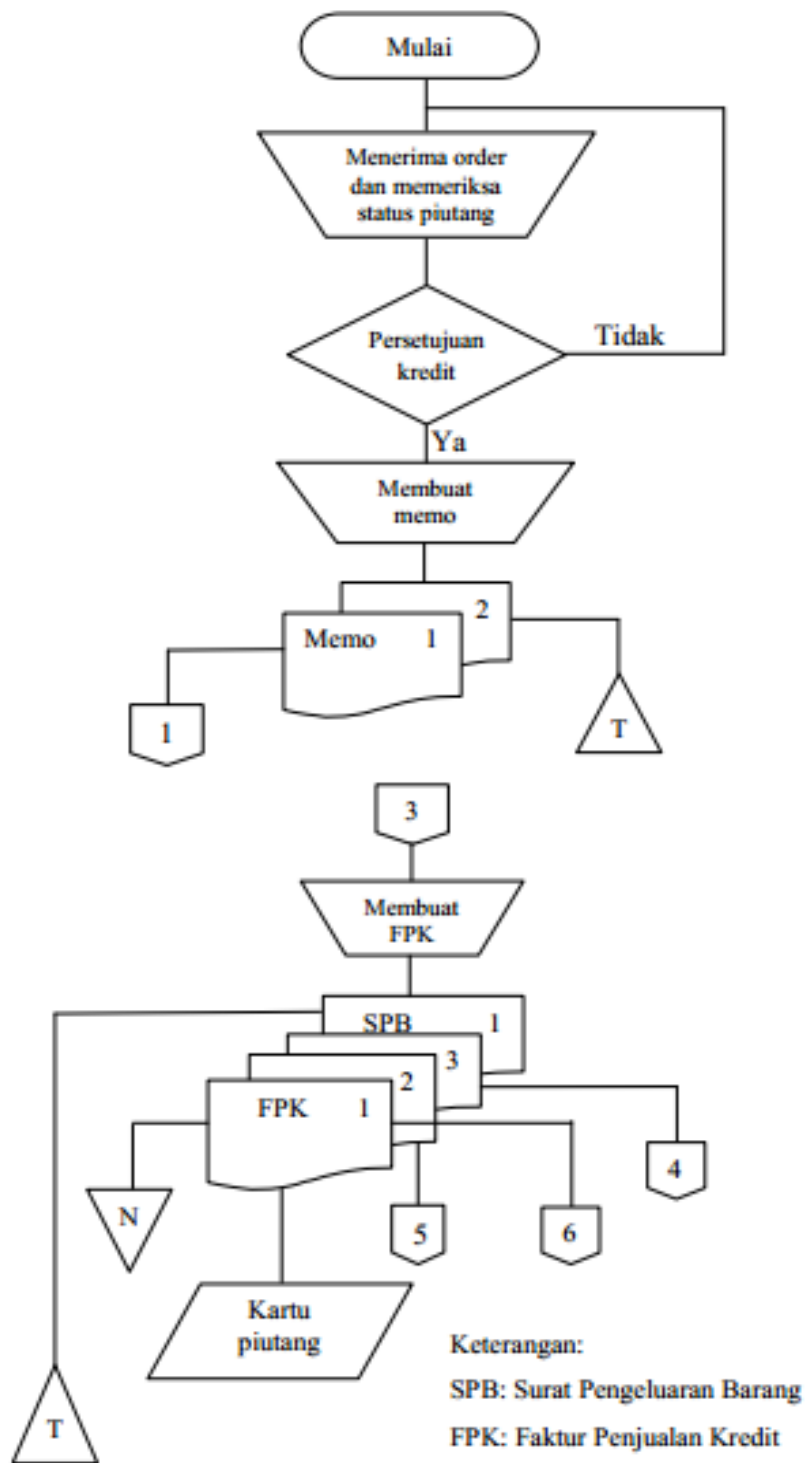 Mulai
Menerima order
dan memeriksa
status piutang
Persetujuan
kredit
Tidak
Ya
Membuat
memo
2
Memo 1
1
T
3
Membuat
FPK
SPB 1
3
2
FPK 1
4
N
5
6
Kartu
piutang
T
Keterangan:
SPB: Surat Pengeluaran Barang
FPK: Faktur Penjualan Kredit